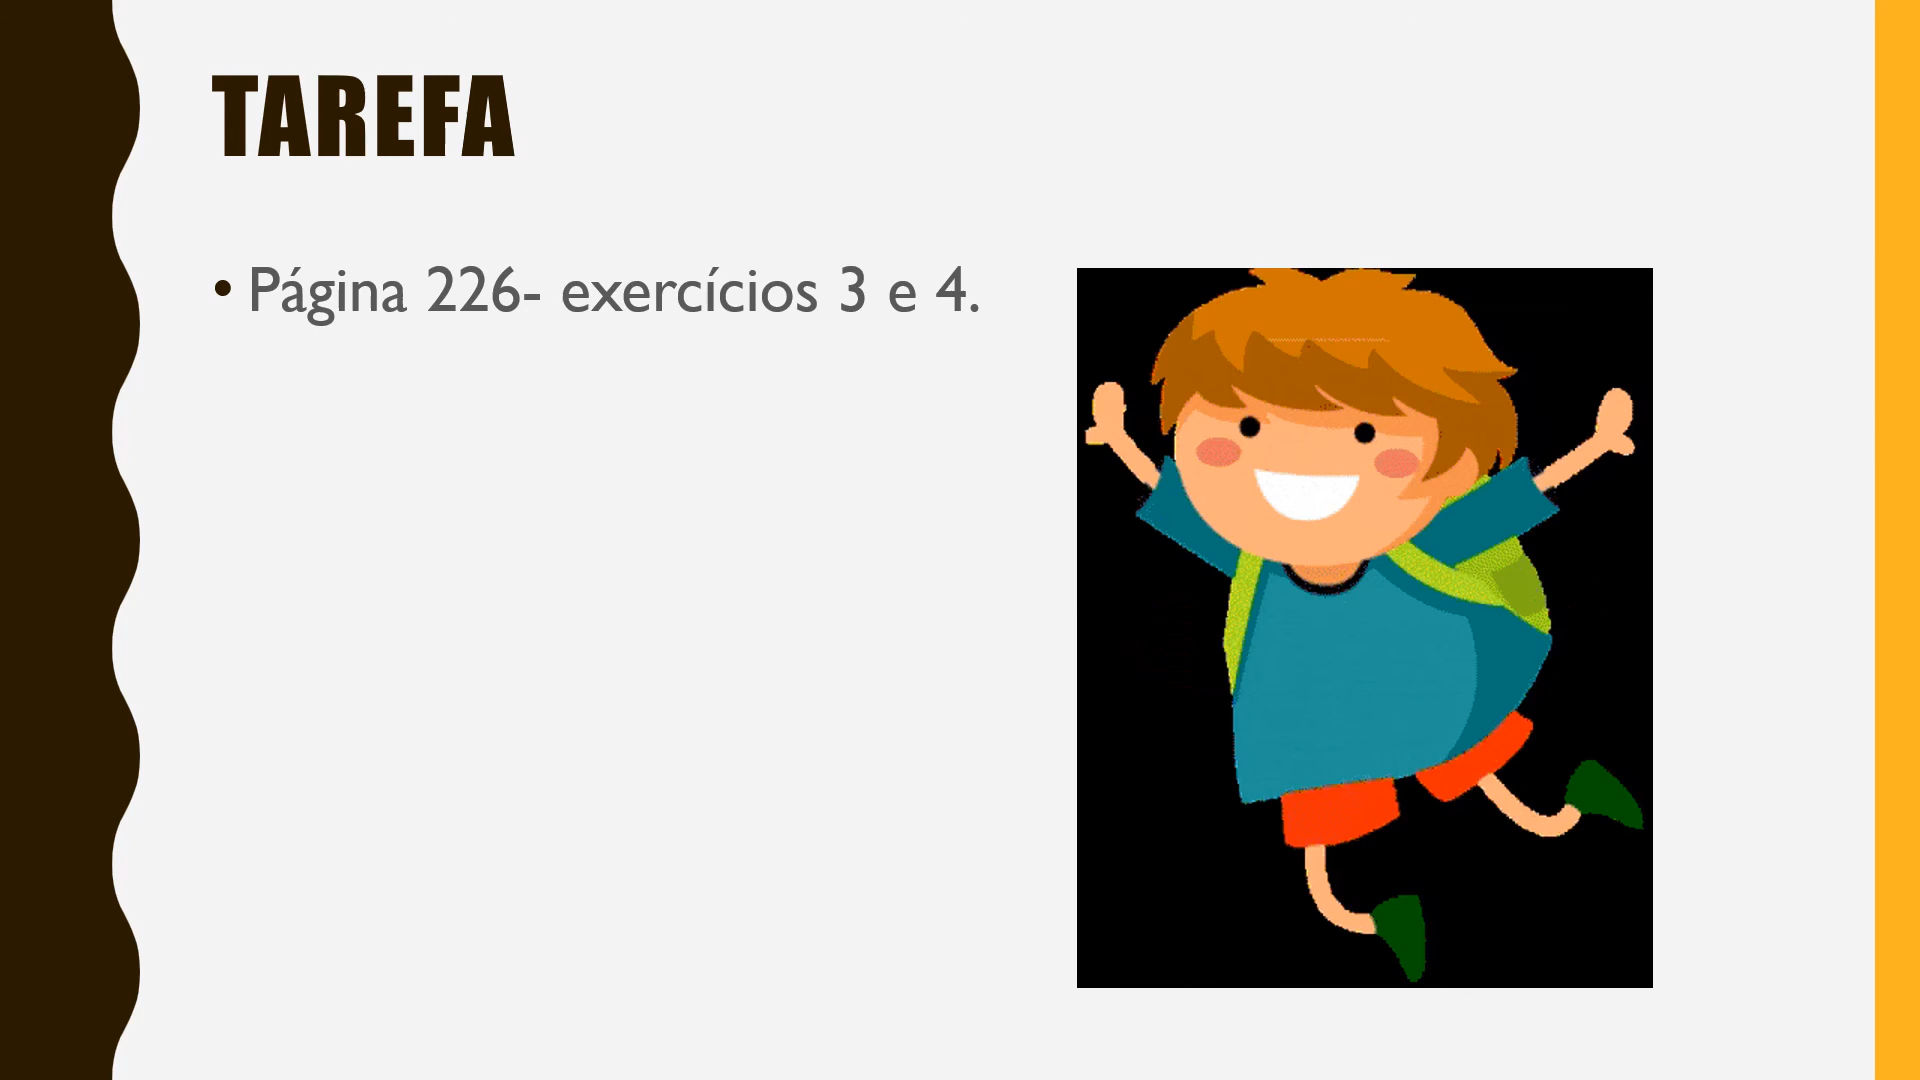 TAREFA
• Página 226- exercícios 3 e 4.